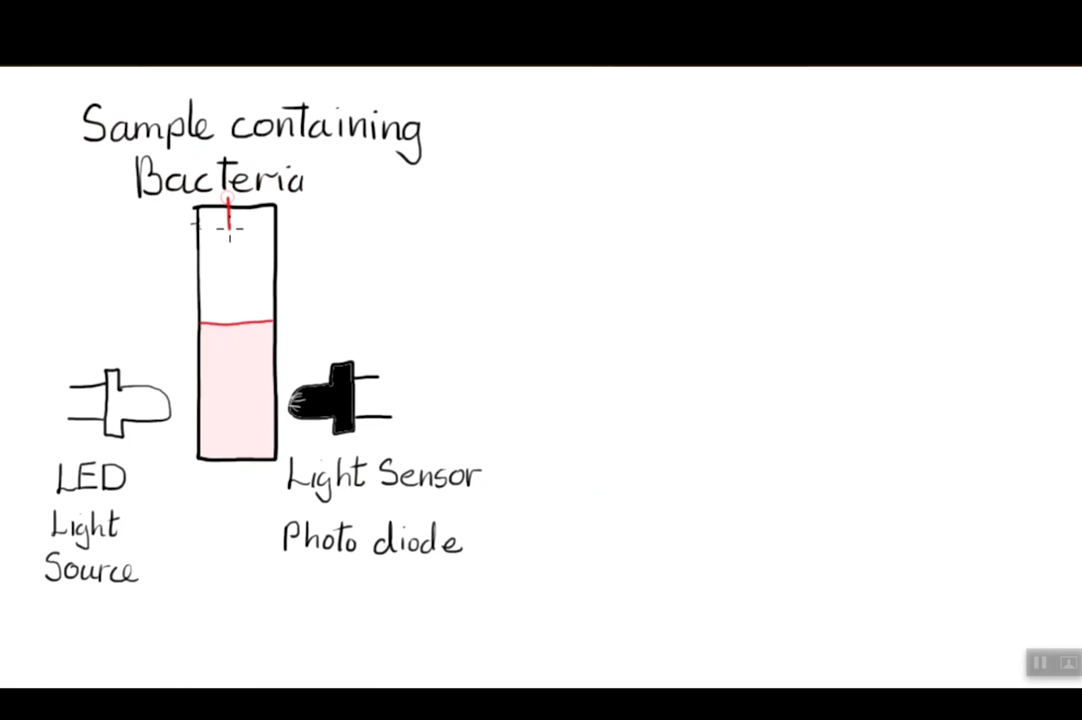 Sample containing
Bacteria
LED
Light
Source
Light Sensor
Photo diode